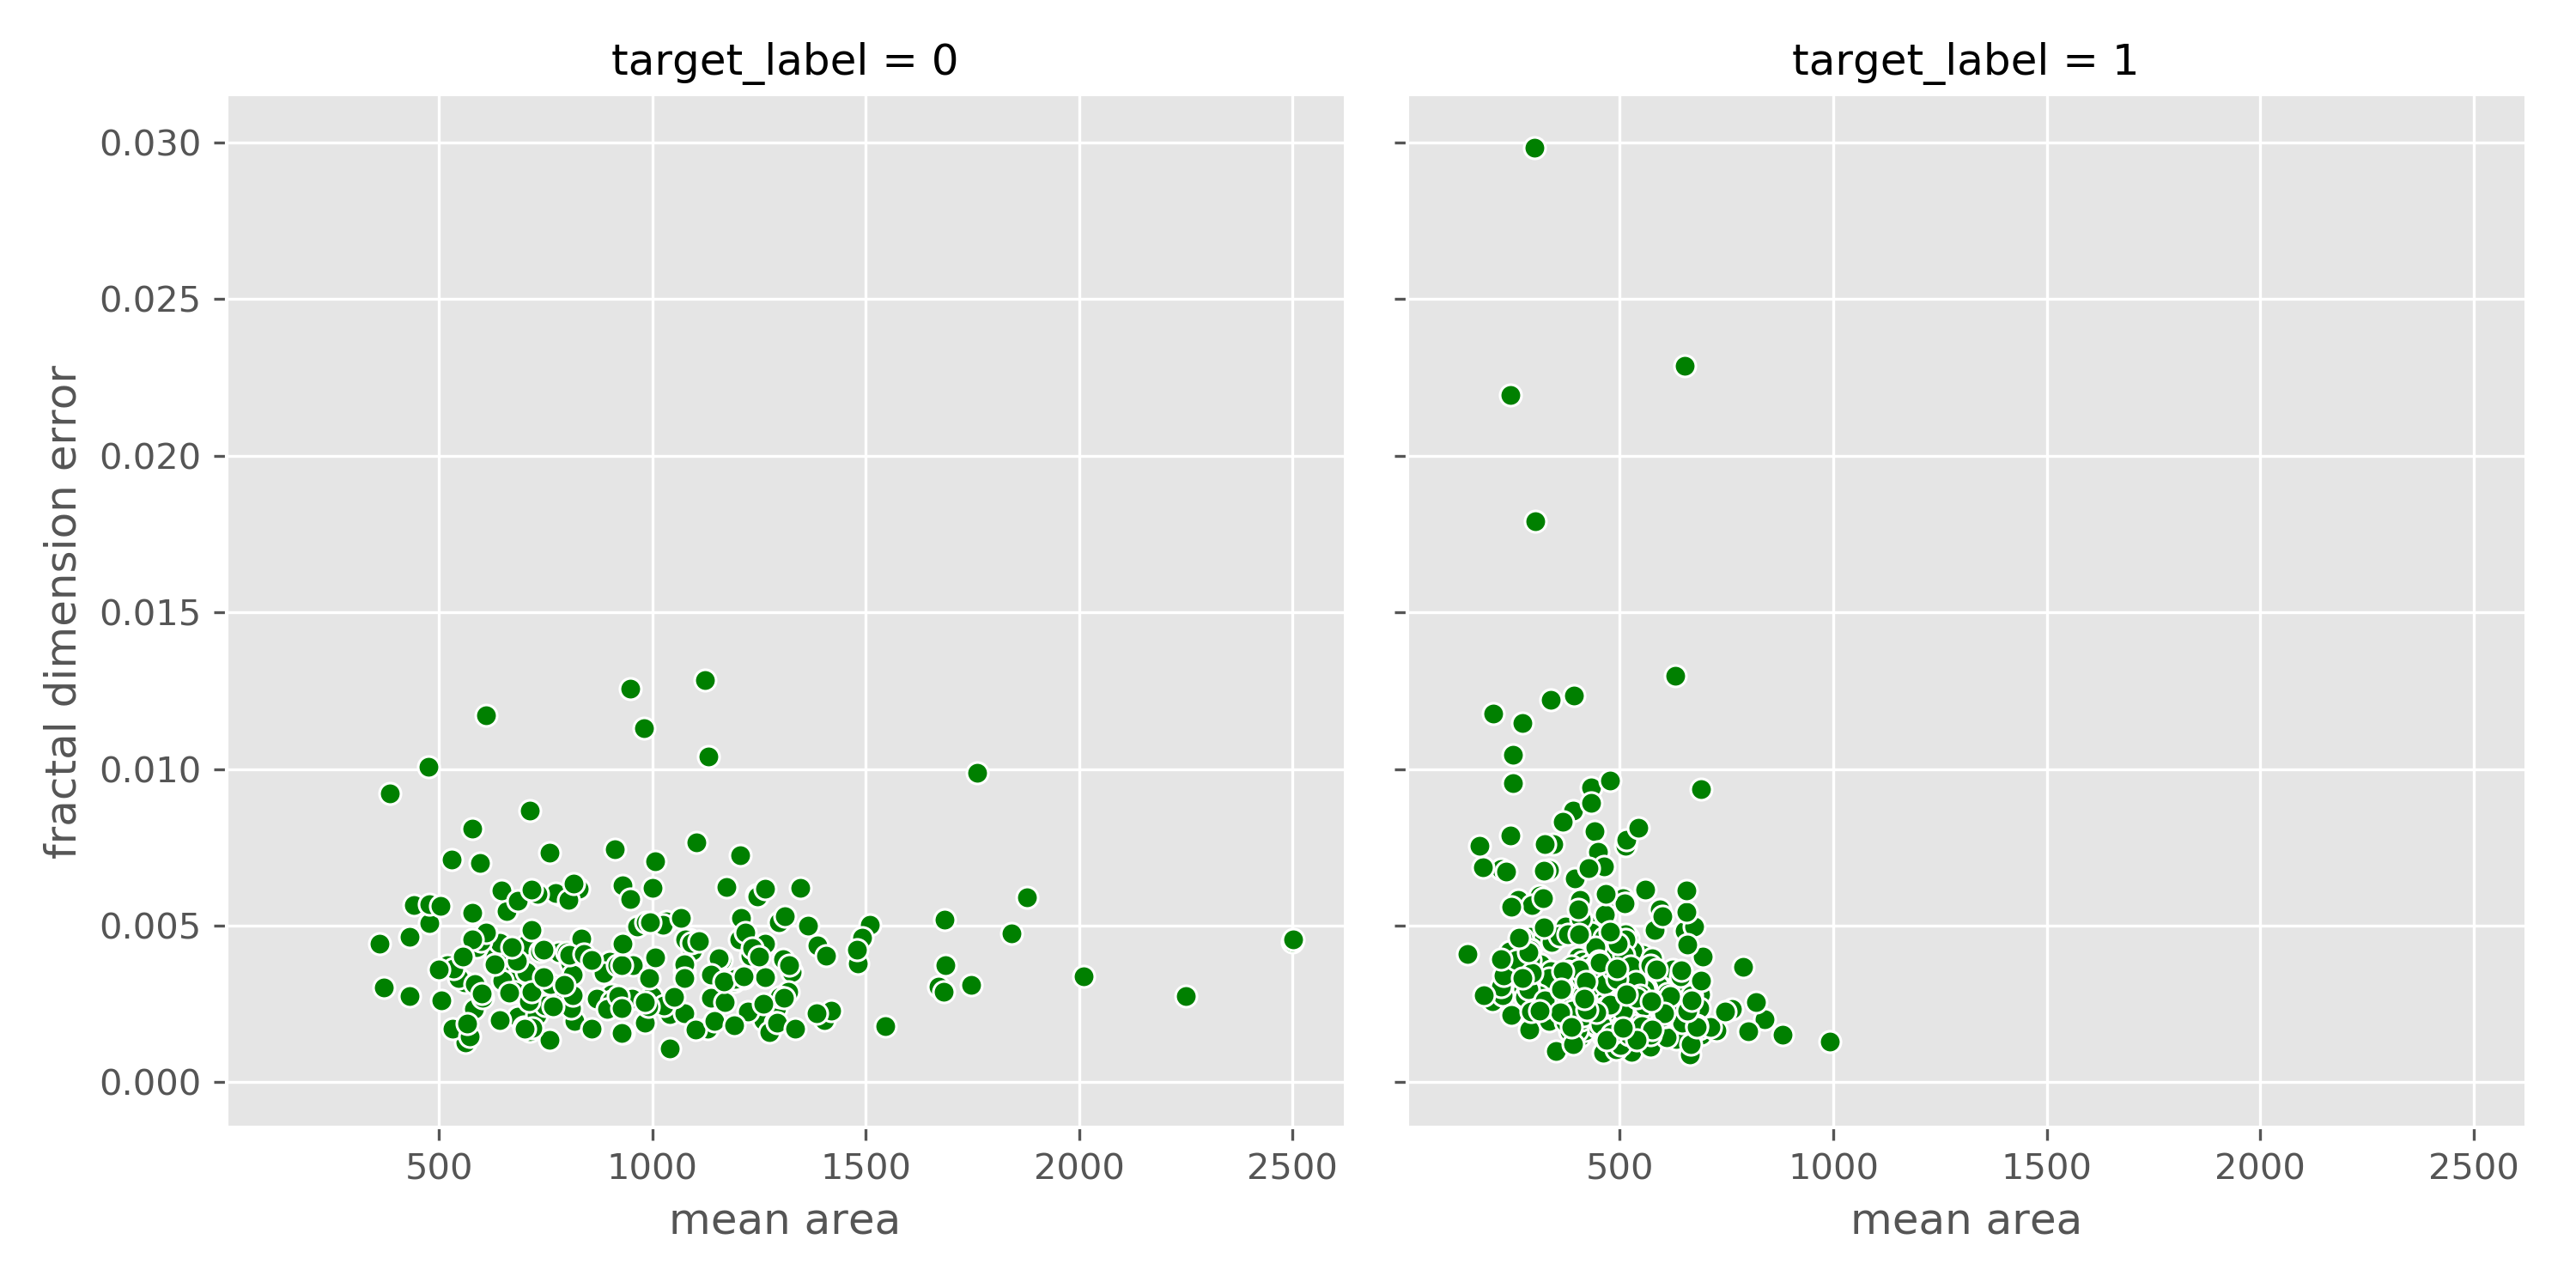 target_label = 0
target_label = 1
fractal dimension error
0.030
0.025
0.020
0.015
0.010
0.005
0.000
500 1000 1500 2000 2500
500 1000 1500 2000 2500
mean area
mean area